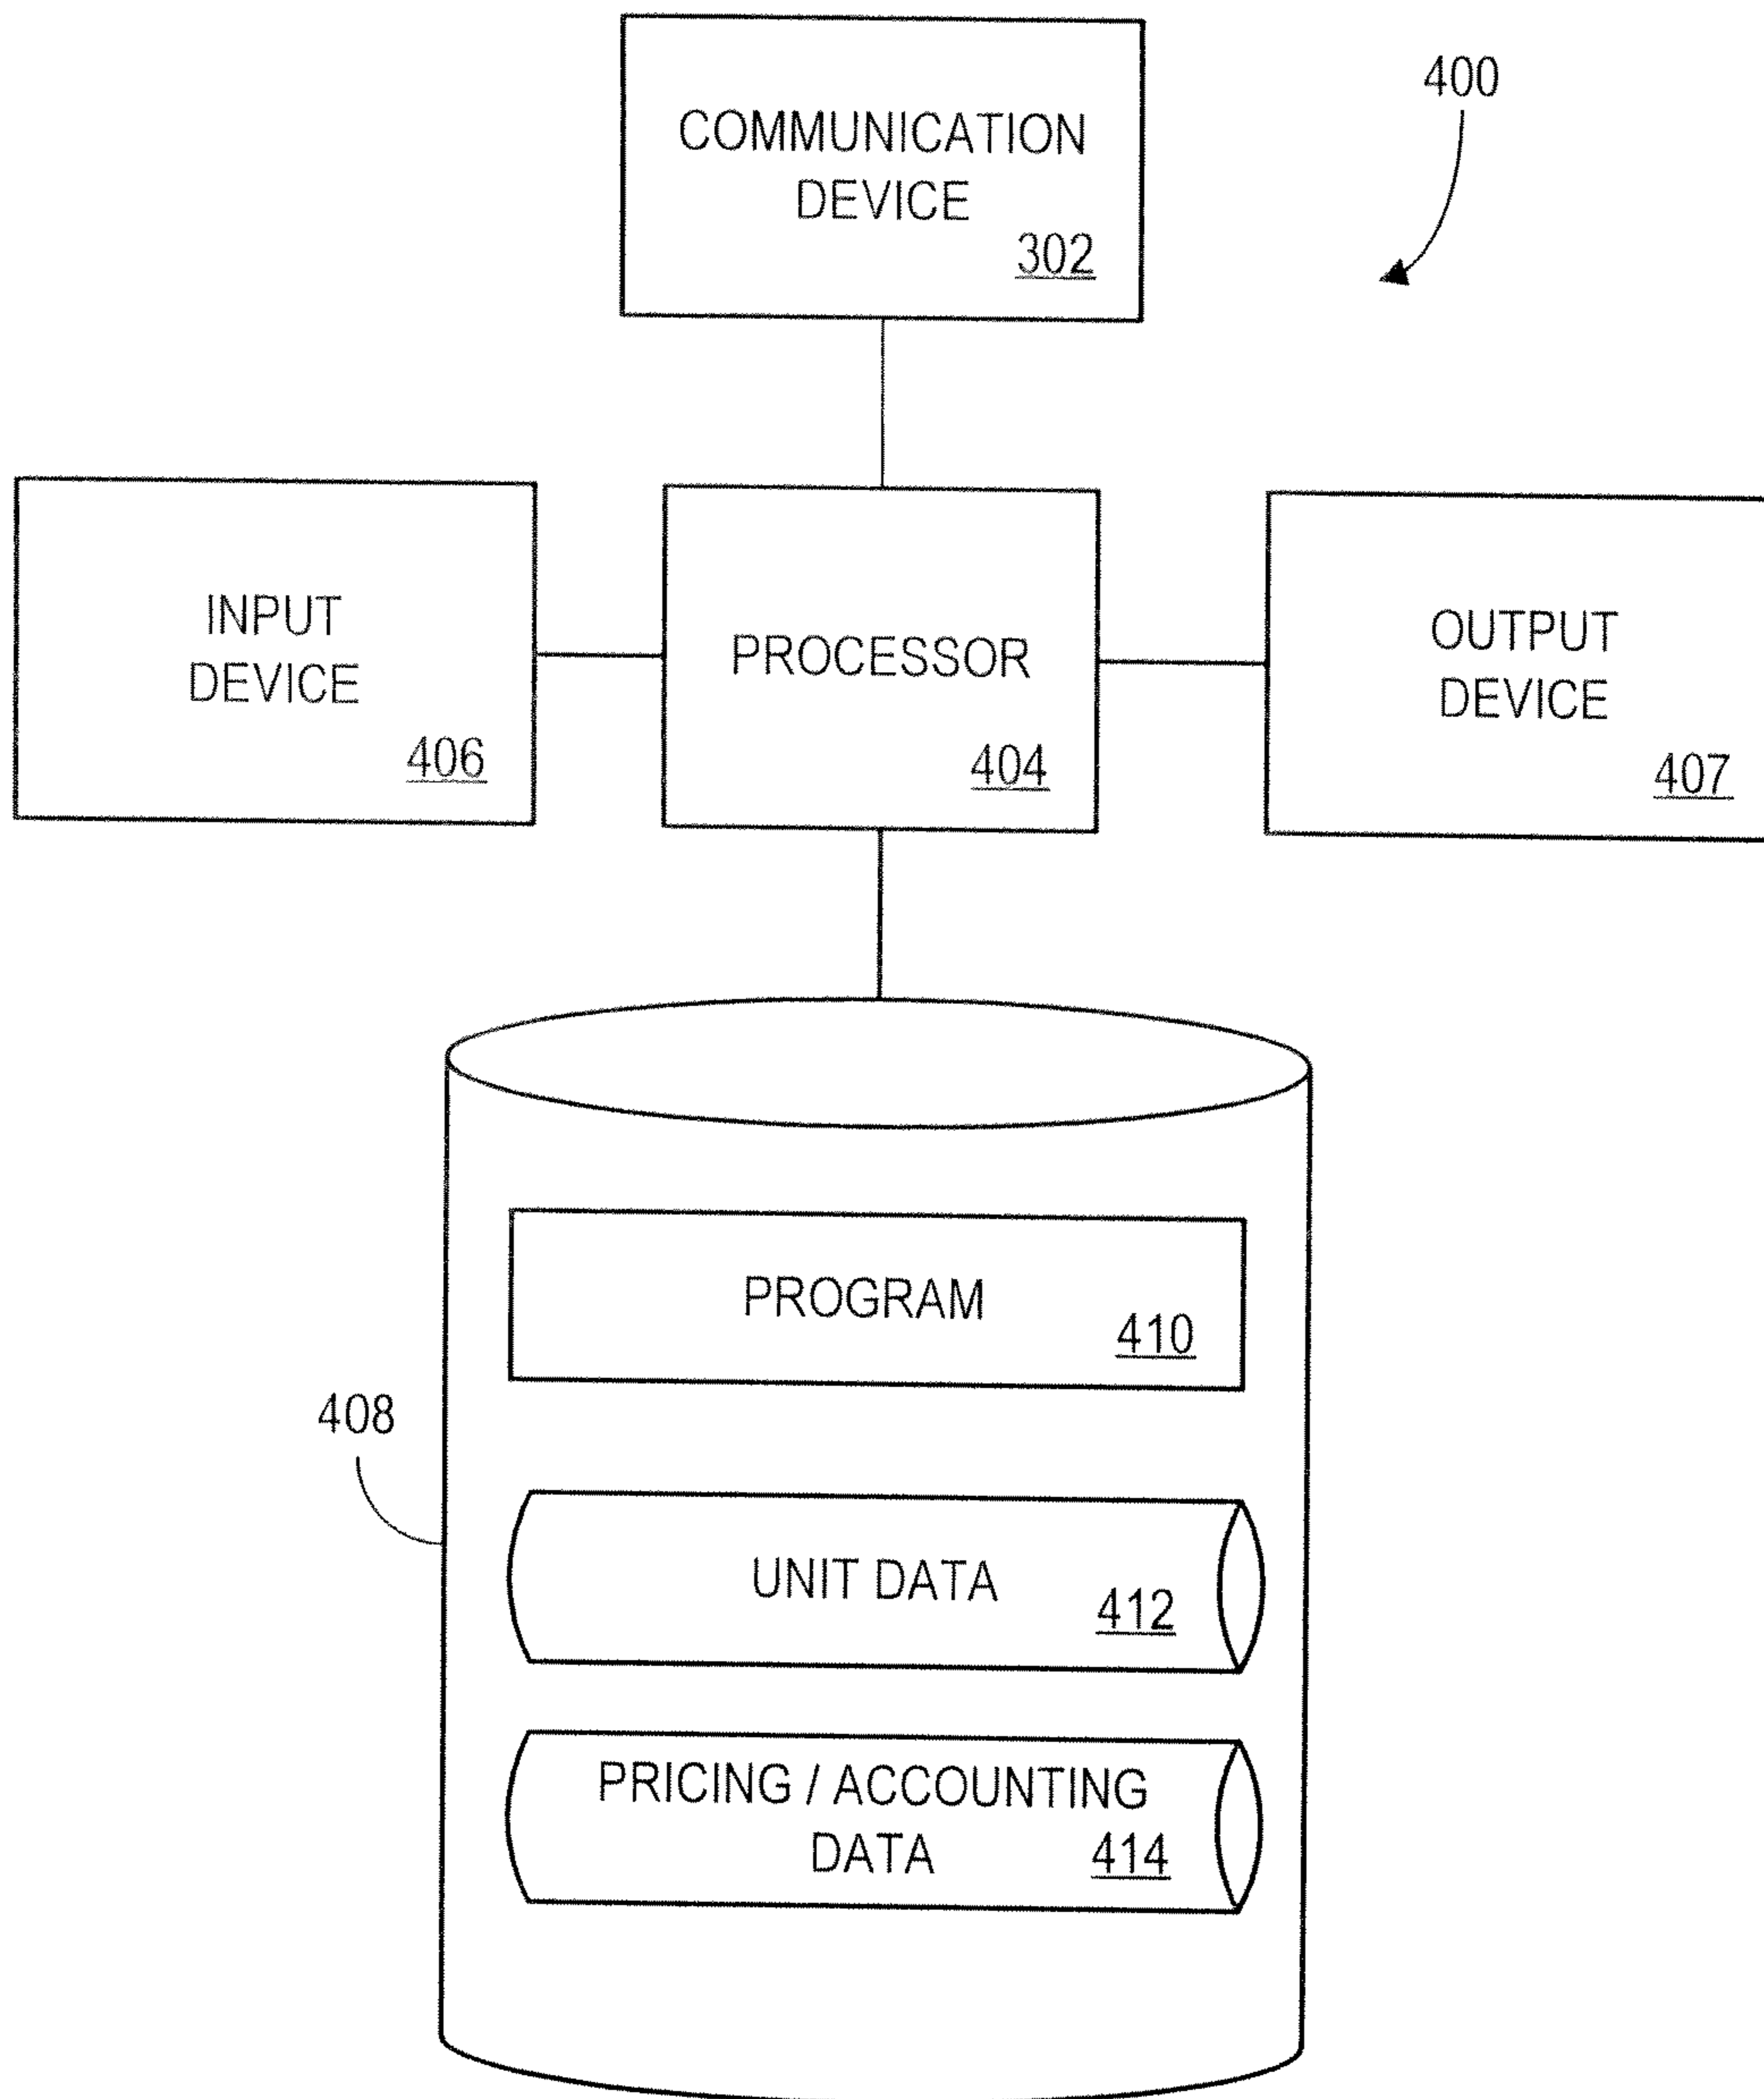 COMMUNICATION
DEVICE
302
400
INPUT
DEVICE
406
PROCESSOR
404
OUTPUT
DEVICE
407
PROGRAM
410
408
UNIT DATA
412
PRICING / ACCOUNTING
DATA 414